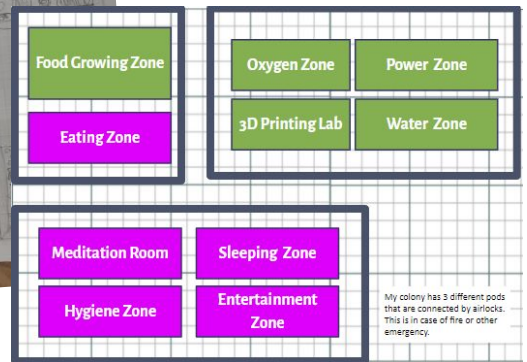 Food Growing Zone
Eating Zone
Oxygen Zone
Power Zone
3D Printing Lab
Water Zone
Meditation Room
Sleeping Zone
Hygiene Zone
Entertainment
Zone
My colony has 3 different pods
that are connected by airlocks.
This is in case of fire or other
emergency.